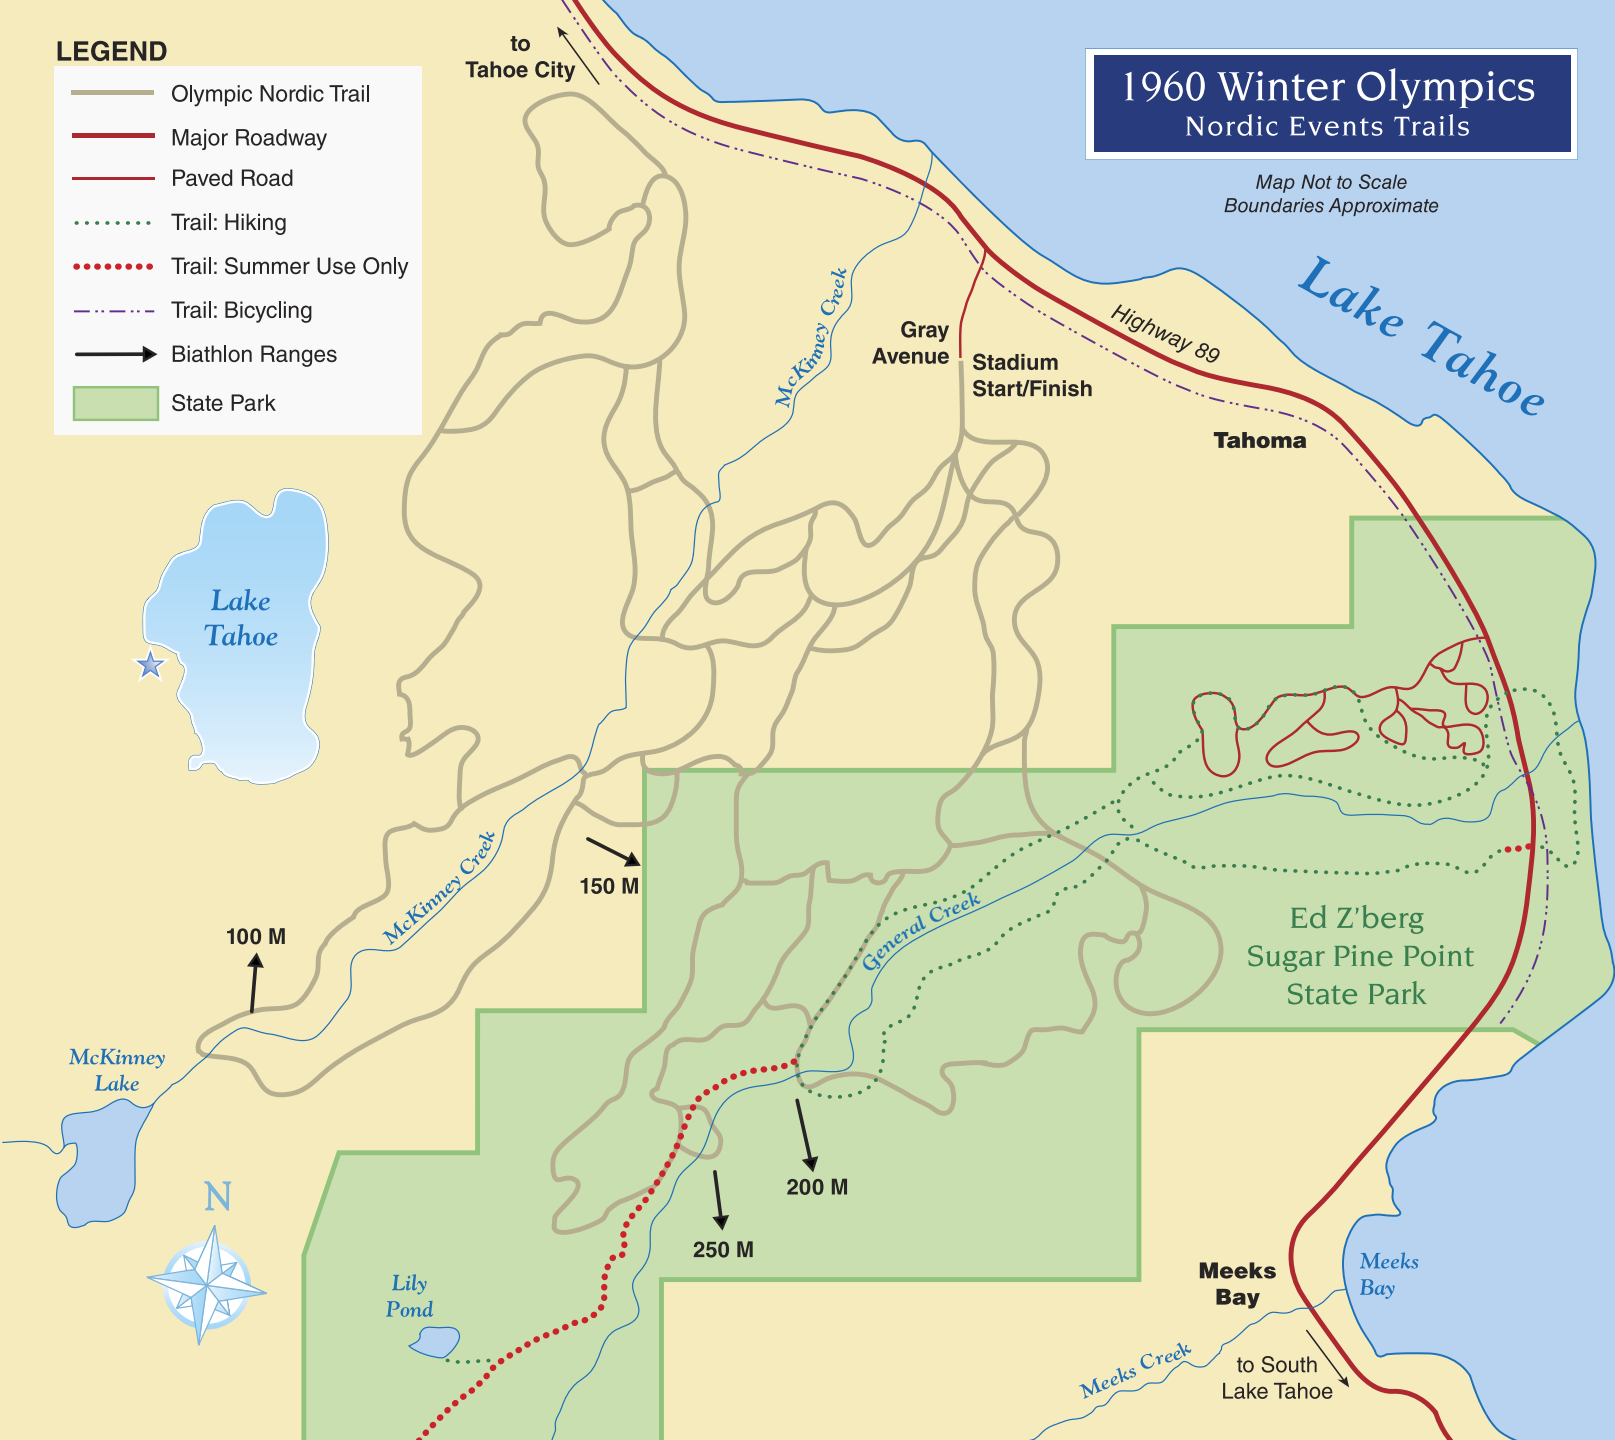 LEGEND
Olympic Nordic Trail
Major Roadway
Paved Road
Trail: Hiking
Trail: Summer Use Only
Trail: Bicycling
Biathlon Ranges
State Park
to
Tahoe City
1960 Winter Olympics
Nordic Events Trails
Map Not to Scale
Boundaries Approximate
Lake Tahoe
Highway 89
McKinney Creek
Gray
Avenue
Stadium
Start/Finish
Tahoma
Lake
Tahoe
McKinney Creek
150 M
100 M
General Creek
Ed Z'berg
Sugar Pine Point
State Park
McKinney
Lake
N
200 M
250 M
Lily
Pond
Meeks
Bay
Meeks
Bay
Meeks Creek
to South
Lake Tahoe